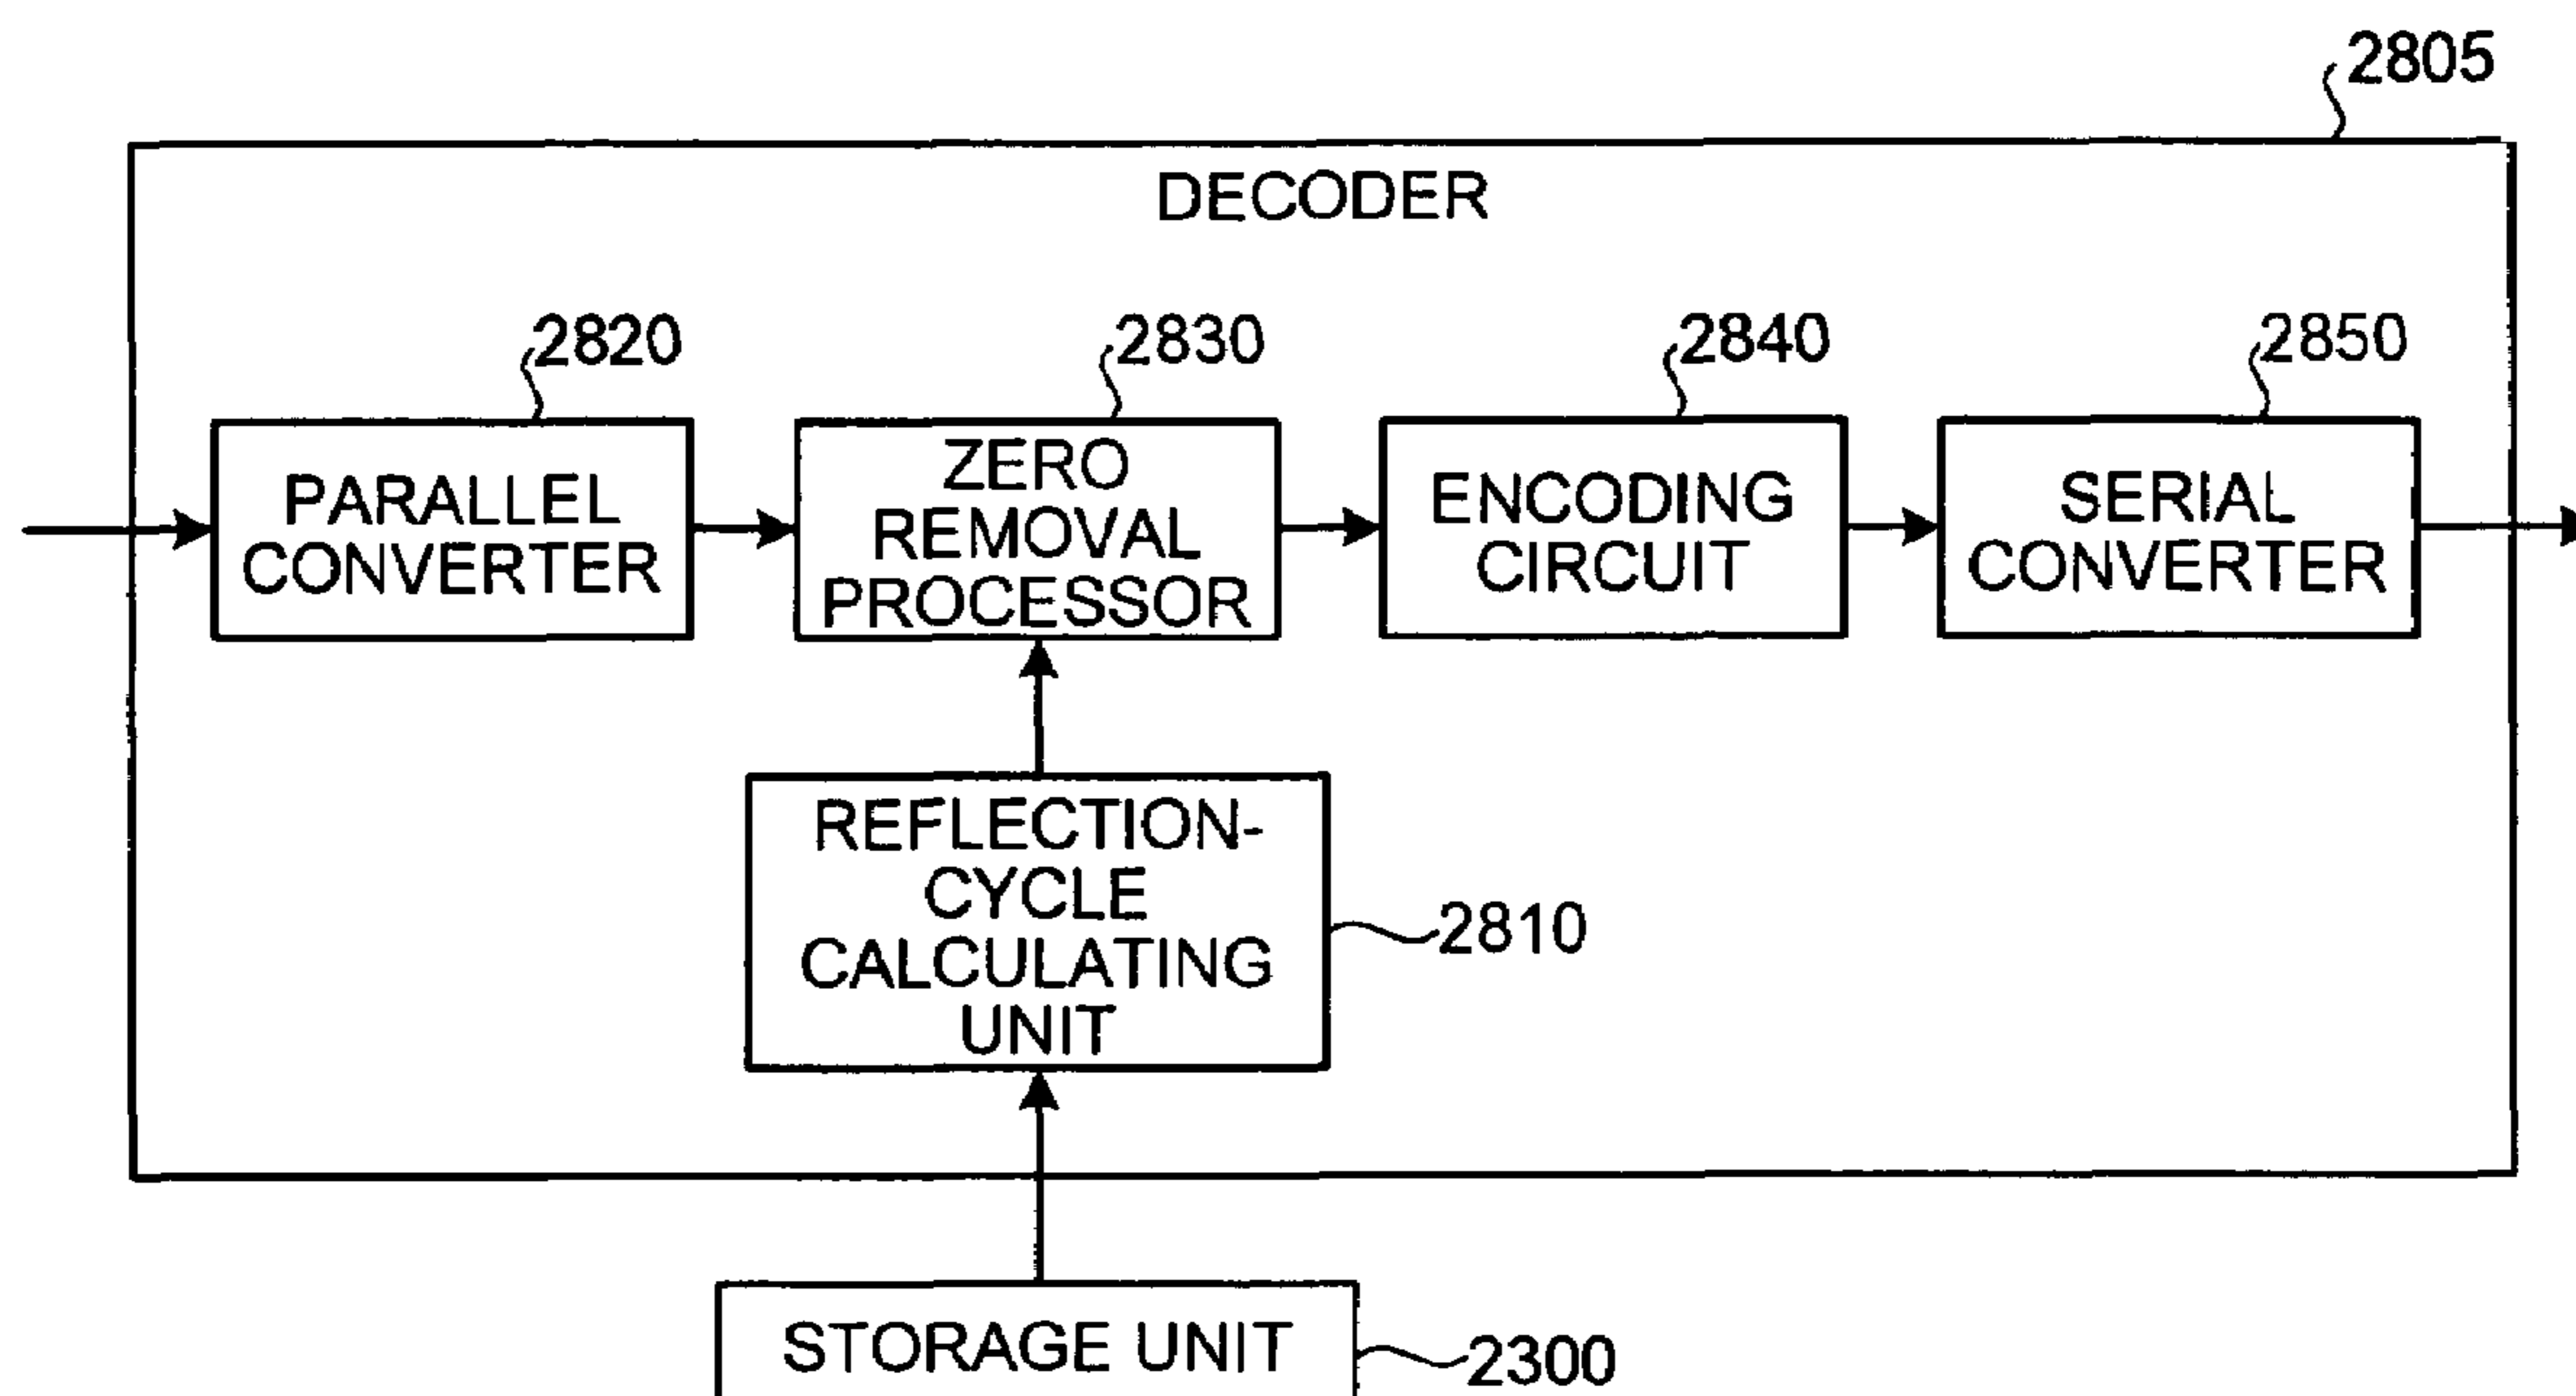 2805
DECODER
2820
2830
2840
2850
PARALLEL
CONVERTER
ZERO
REMOVAL
PROCESSOR
ENCODING
CIRCUIT
SERIAL
CONVERTER
REFLECTION-
CYCLE
CALCULATING
UNIT
2810
STORAGE UNIT
2300